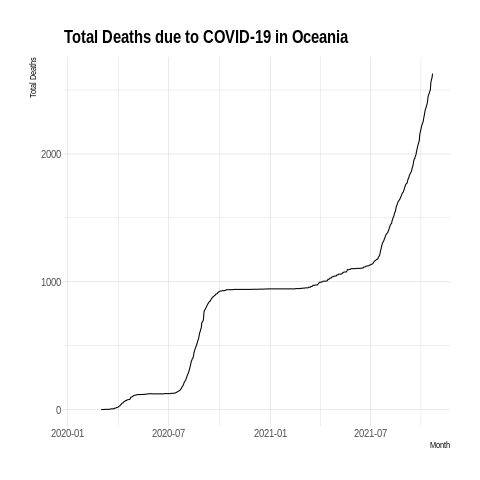 Total Deaths due to COVID-19 in Oceania
Total Deaths
2000
1000
0
2020-01 2020-07 2021-01 2021-07
Month